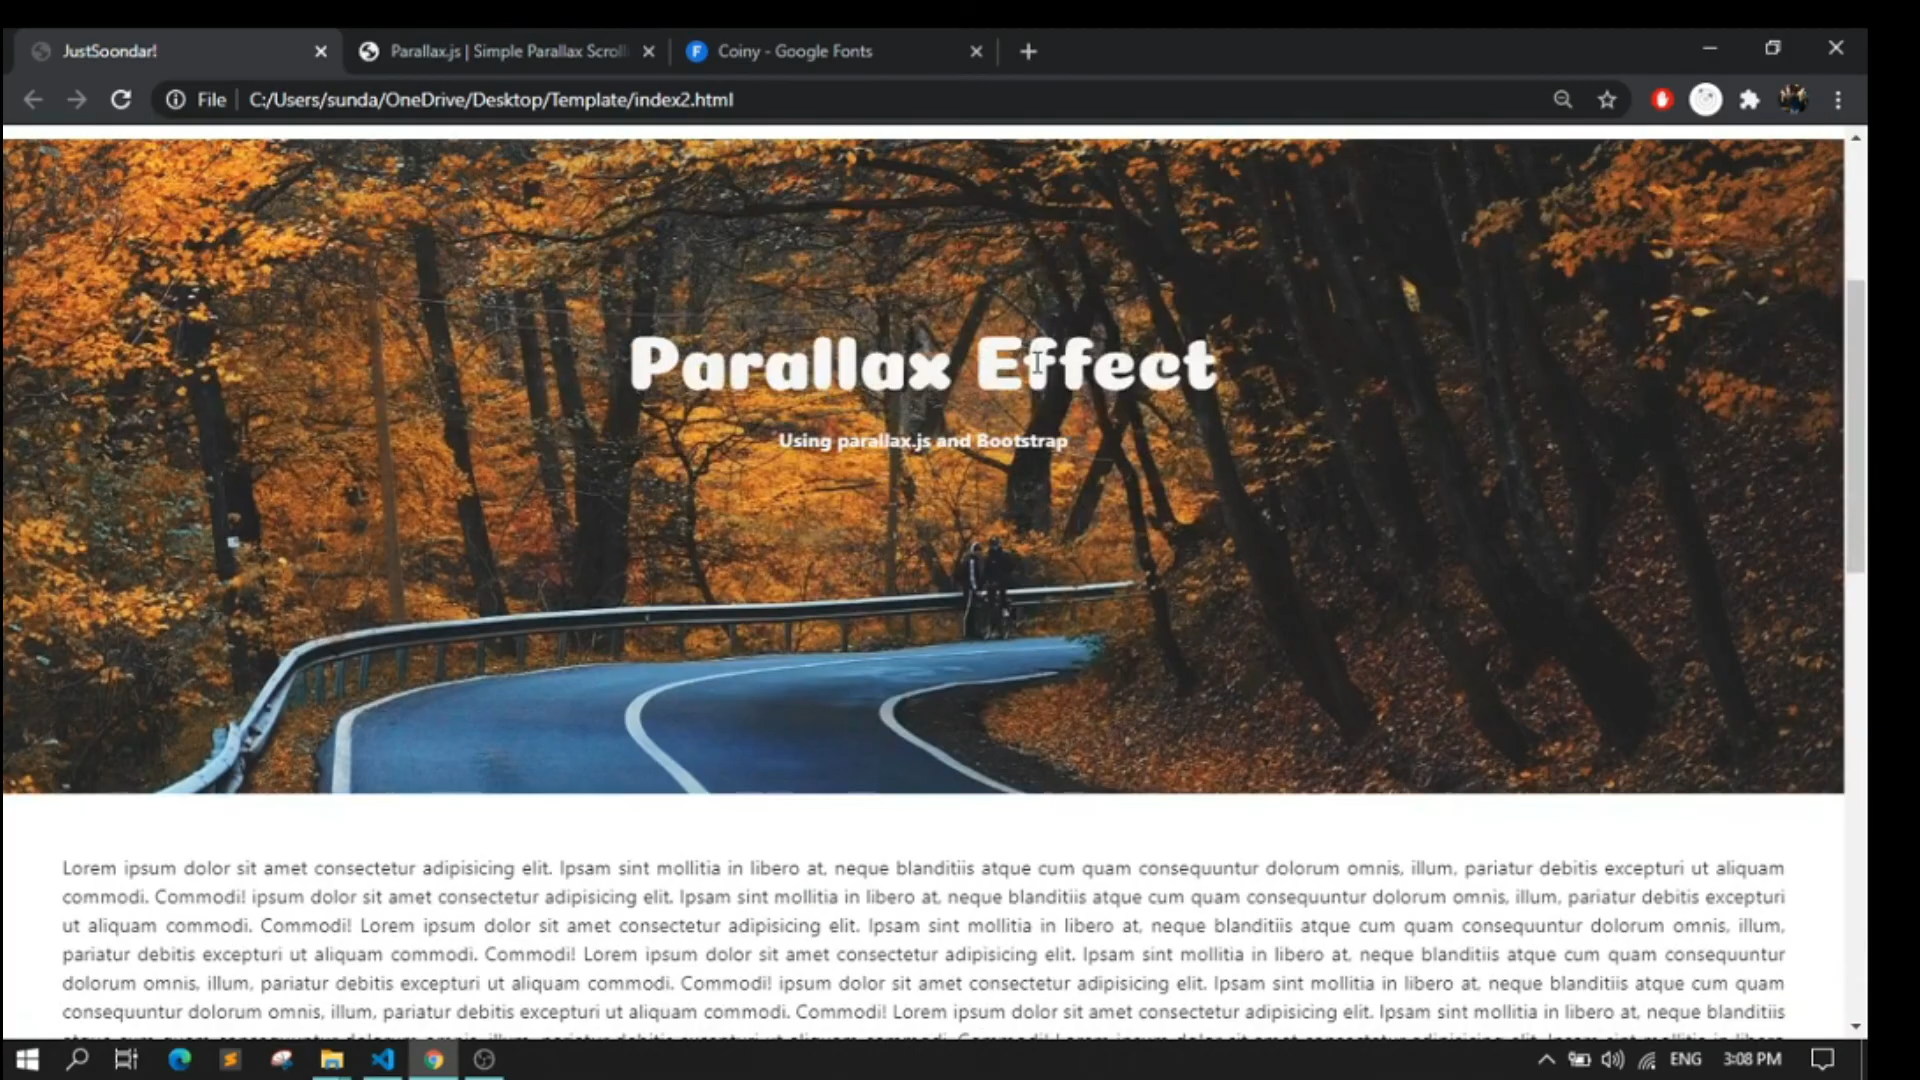 JustSoondar!
Parallax.js | Simple Parallax Scroll
Coiny - Google Fonts
File
C:/Users/sunda/OneDrive/Desktop/Template/index2.html
Parallax Effect
Using parallax.js and Bootstrap
Lorem ipsum dolor sit amet consectetur adipisicing elit. Ipsam sint mollitia in libero at, neque blanditiis atque cum quam consequuntur dolorum omnis, illum, pariatur debitis excepturi ut aliquam
commodi. Commodi! ipsum dolor sit amet consectetur adipisicing elit. Ipsam sint mollitia in libero at, neque blanditiis atque cum quam consequuntur dolorum omnis, illum, pariatur debitis excepturi
ut aliquam commodi. Commodi! Lorem ipsum dolor sit amet consectetur adipisicing elit. Ipsam sint mollitia in libero at, neque blanditiis atque cum quam consequuntur dolorum omnis, illum,
pariatur debitis excepturi ut aliquam commodi. Commodi! Lorem ipsum dolor sit amet consectetur adipisicing elit. Ipsam sint mollitia in libero at, neque blanditiis atque cum quam consequuntur
dolorum omnis, illum, pariatur debitis excepturi ut aliquam commodi. Commodi! ipsum dolor sit amet consectetur adipisicing elit. Ipsam sint mollitia in libero at, neque blanditiis atque cum quam
consequuntur dolorum omnis, illum, pariatur debitis excepturi ut aliquam commodi. Commodi! Lorem ipsum dolor sit amet consectetur adipisicing elit. Ipsam sint mollitia in libero at, neque blanditiis
ENG
3:08 PM